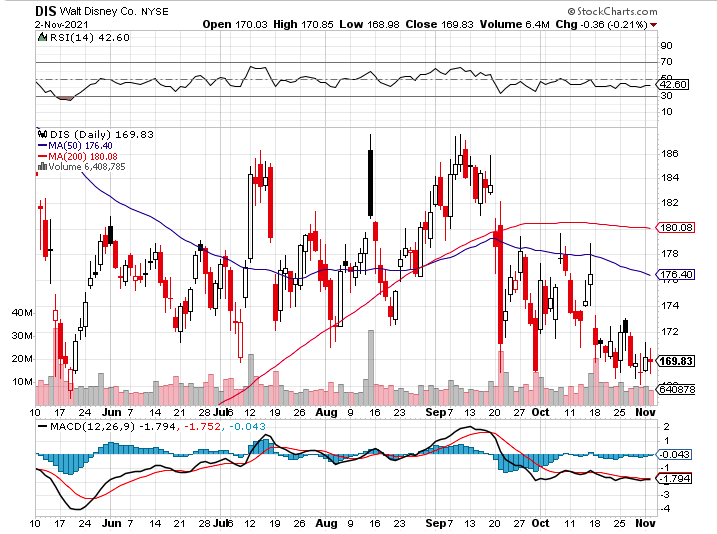 DIS Walt Disney Co. NYSE © StockCharts.com
2-Nov-2021 Open 170.03 High 170.85 Low 168.98 Close 169.83 Volume 6.4M Chg -0.36 (-0.21%)
RSI(14) 42.60
90
70
50
42.60
30
10
DIS (Daily) 169.83
MA(50) 176.40
MA(200) 180.08
Volume 6,408,785
186
184
182
180.08
178
176.40
174
172
169.83
640878
40M
30M
20M
10M
10 17 24 Jun 7 14 21 28 Jul 6 12 19 26 Aug 9 16 23 Sep 7 13 20 27 Oct 11 18 25 Nov
MACD(12,26,9) -1.794, -1.752, -0.043
2
1
-0.043
-1
-1.794
-3
-4
10 17 24 Jun 7 14 21 28 Jul 6 12 19 26 Aug 9 16 23 Sep 7 13 20 27 Oct 11 18 25 Nov